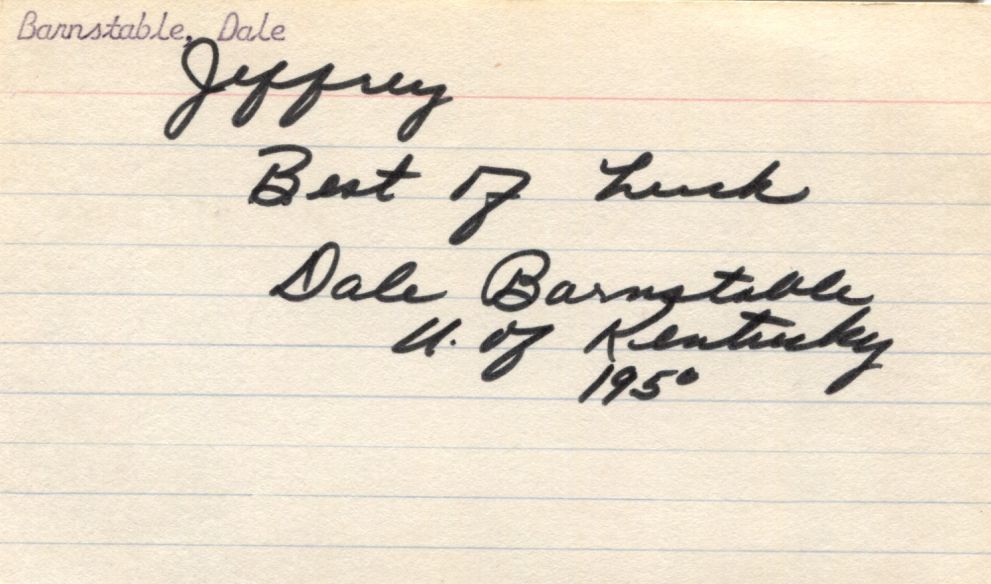 Barnstable, Dale
Jeffrey
Best of Luck
Dale Barnstable
U. of Kentucky
1950